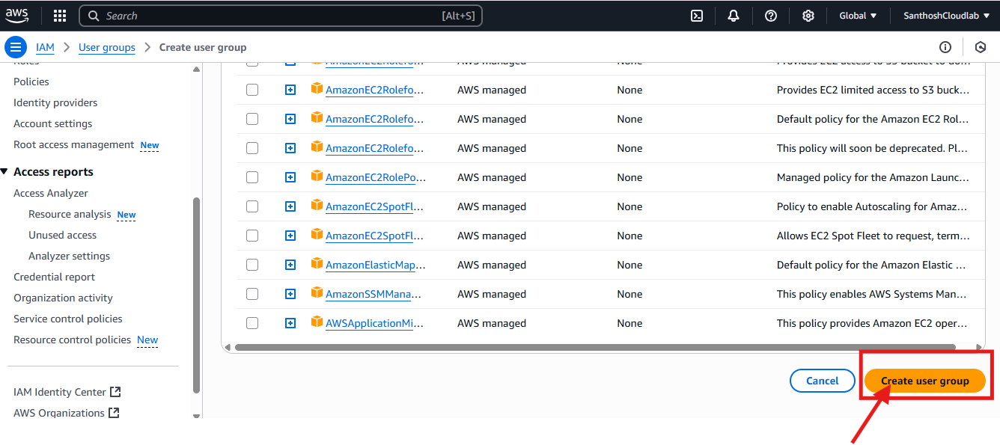 aws
Search
[Alt+S]
Global
SanthoshCloudlab
IAM
User groups
Create user group
Roles
Policies
Identity providers
Account settings
Root access management New
Access reports
Access Analyzer
Resource analysis New
Unused access
Analyzer settings
Credential report
Organization activity
Service control policies
Resource control policies New
IAM Identity Center
AWS Organizations
AmazonEC2Rolefo... AWS managed None Provides EC2 access to S3 bucket to do...
AmazonEC2Rolefo... AWS managed None Provides EC2 limited access to S3 buck...
AmazonEC2Rolefo... AWS managed None Default policy for the Amazon EC2 Rol...
AmazonEC2Rolefo... AWS managed None This policy will soon be deprecated. Pl...
AmazonEC2RolePo... AWS managed None Managed policy for the Amazon Launc...
AmazonEC2SpotFl... AWS managed None Policy to enable Autoscaling for Amaz...
AmazonEC2SpotFl... AWS managed None Allows EC2 Spot Fleet to request, term...
AmazonElasticMap... AWS managed None Default policy for the Amazon Elastic ...
AmazonSSMMana... AWS managed None This policy enables AWS Systems Man...
AWSApplicationMi... AWS managed None This policy provides Amazon EC2 oper...
Cancel
Create user group